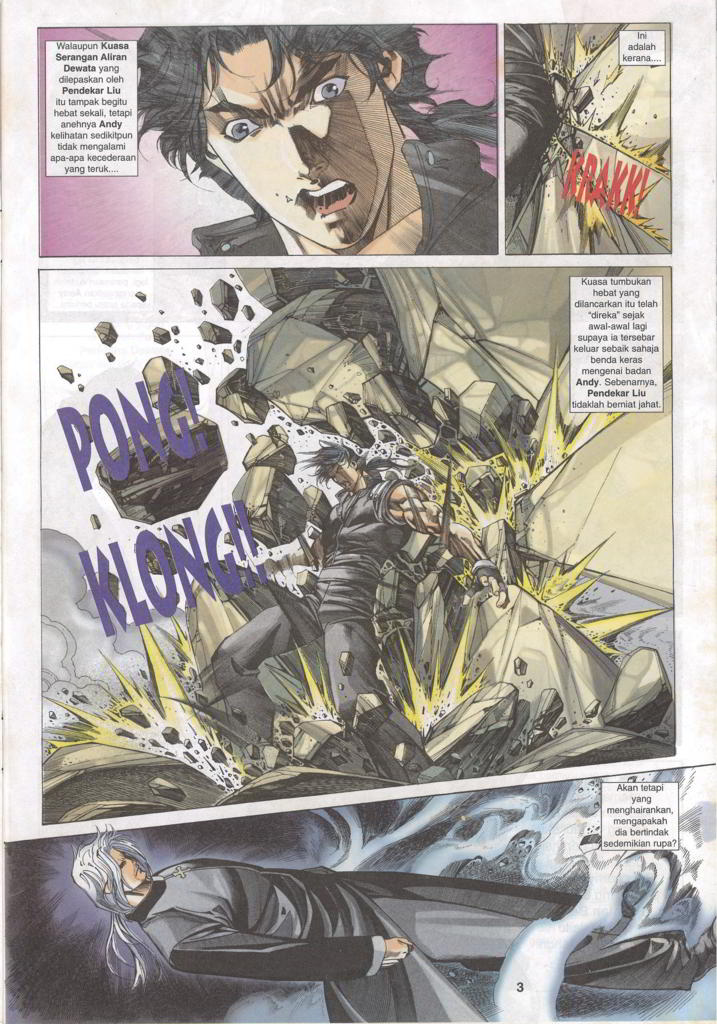 Walaupun Kuasa
Serangan Aliran
Dewata yang
dilepaskan oleh
Pendekar Liu
itu tampak begitu
hebat sekali, tetapi
anehnya Andy
kelihatan sedikitpun
tidak mengalami
apa-apa kecederaan
yang teruk....
Ini
adalah
kerana....
KRAKK!
Kuasa tumbukan
hebat yang
dilancarkan itu telah
"direka" sejak
awal-awal lagi
supaya ia tersebar
keluar sebaik sahaja
benda keras
mengenai badan
Andy. Sebenarnya,
Pendekar Liu
tidaklah berniat jahat.
PONG!
KLONG!!
Akan tetapi
yang
menghairankan,
mengapakah
dia bertindak
sedemikian rupa?
3